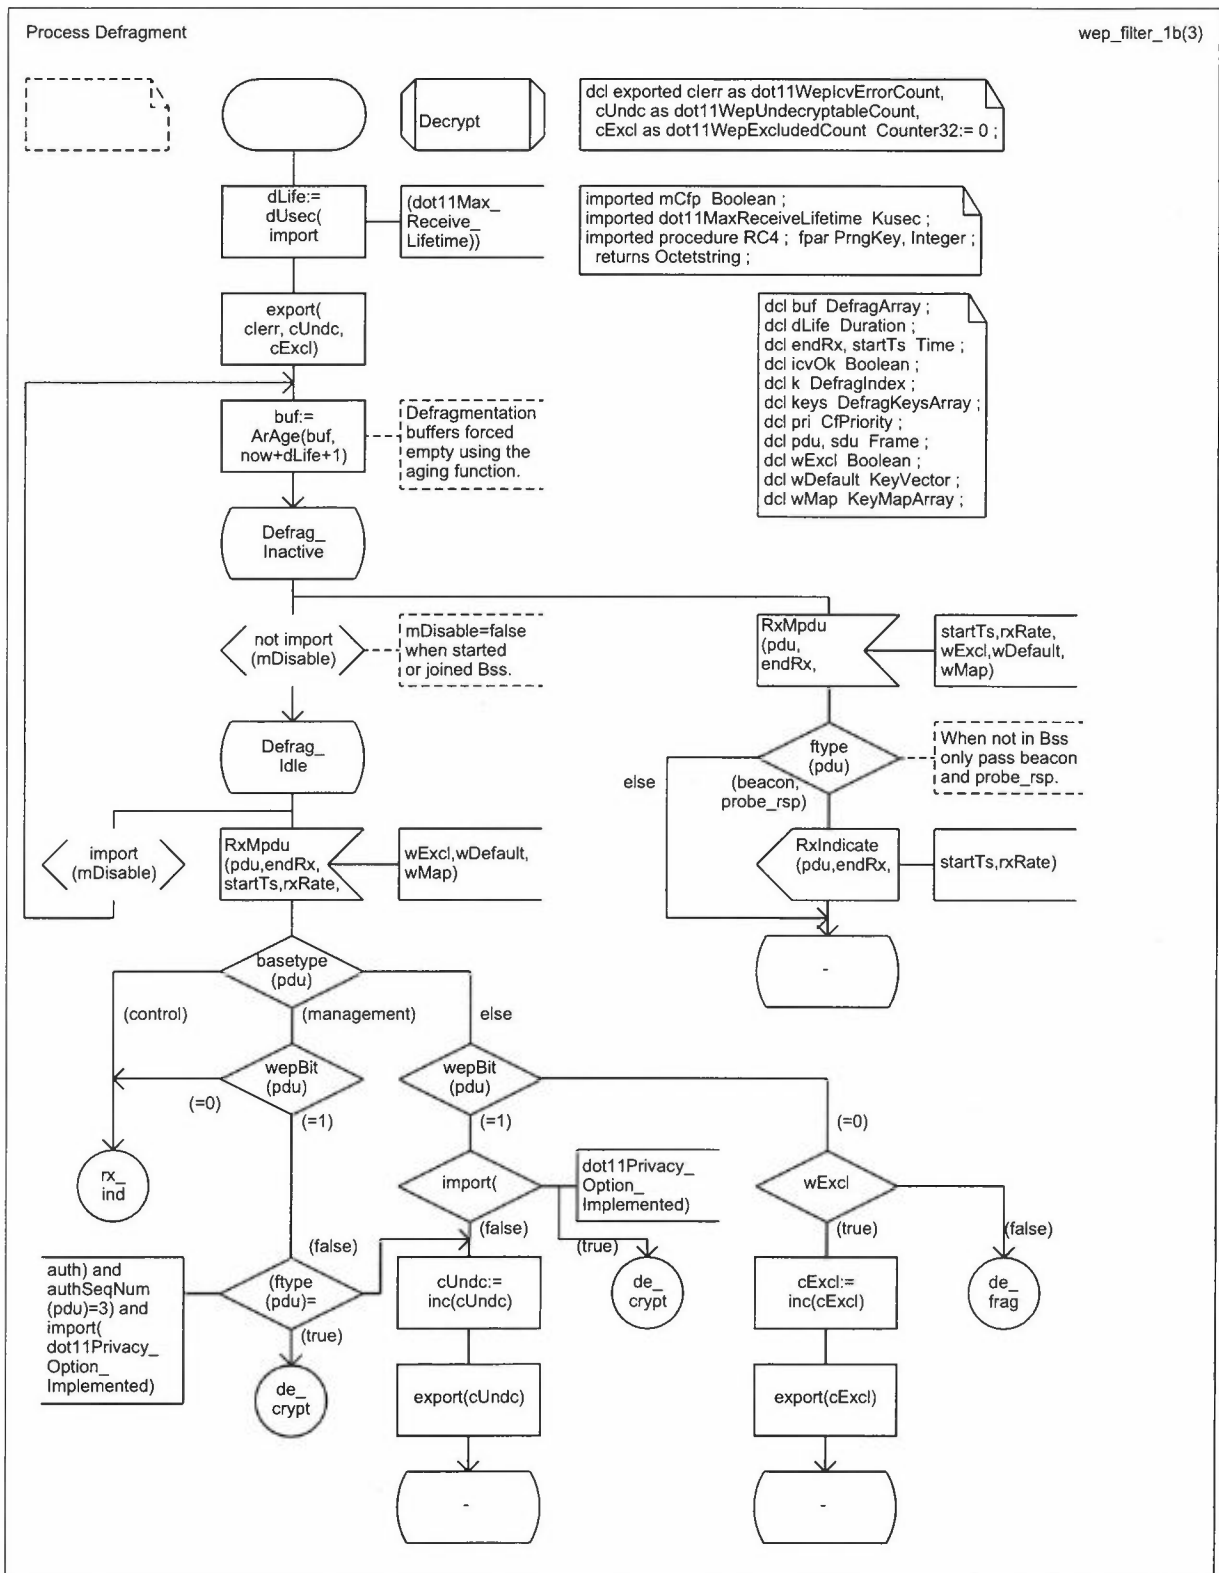 Process Defragment
wep_filter_1b(3)
Decrypt
dcl exported cIerr as dot11WepIcvErrorCount,
cUndc as dot11WepUndecryptableCount,
cExcl as dot11WepExcludedCount Counter32:= 0 ;
dLife:=
dUsec(
import
(dot11Max_
Receive_
Lifetime))
imported mCfp Boolean ;
imported dot11MaxReceiveLifetime Kusec ;
imported procedure RC4 ; fpar PrngKey, Integer ;
returns Octetstring ;
export(
cIerr, cUndc,
cExcl)
dcl buf DefragArray ;
dcl dLife Duration ;
dcl endRx, startTs Time ;
dcl icvOk Boolean ;
dcl k DefragIndex ;
dcl keys DefragKeysArray ;
dcl pri CfPriority ;
dcl pdu, sdu Frame ;
dcl wExcl Boolean ;
dcl wDefault KeyVector ;
dcl wMap KeyMapArray ;
buf:=
ArAge(buf,
now+dLife+1)
Defragmentation
buffers forced
empty using the
aging function.
Defrag_
Inactive
not import
(mDisable)
mDisable=false
when started
or joined Bss.
RxMpdu
(pdu,
endRx,
startTs,rxRate,
wExcl,wDefault,
wMap)
Defrag_
Idle
ftype
(pdu)
When not in Bss
only pass beacon
and probe_rsp.
else
(beacon,
probe_rsp)
import
(mDisable)
RxMpdu
(pdu,endRx,
startTs,rxRate,
wExcl,wDefault,
wMap)
RxIndicate
(pdu,endRx,
startTs,rxRate)
-
basetype
(pdu)
(control)
(management)
else
wepBit
(pdu)
wepBit
(pdu)
(=0)
(=1)
(=1)
(=0)
rx_
ind
import(
dot11Privacy_
Option_
Implemented)
wExcl
(false)
(false)
(true)
(true)
(false)
auth) and
authSeqNum
(pdu)=3) and
import(
dot11Privacy_
Option_
Implemented)
(ftype
(pdu)=
(true)
cUndc:=
inc(cUndc)
de_
crypt
cExcl:=
inc(cExcl)
de_
frag
de_
crypt
export(cUndc)
export(cExcl)
-
-